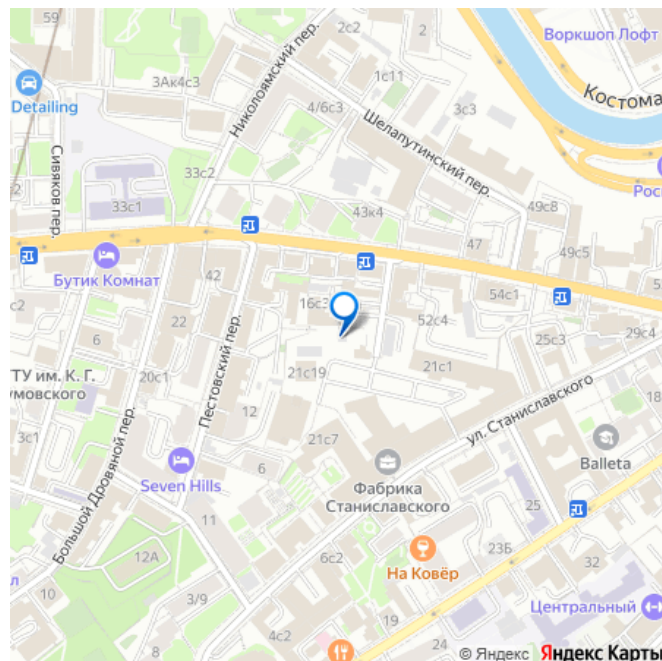 59
2с2
2
Воркшоп Лофт
3Ак4с3
1с11
Detailing
Николоямский пер.
4/6с3
3с3
Костома
Шелапутинский пер.
Сивяков пер.
33с2
33с1
Рос
43к4
49с8
47
49с5
Бутик Комнат
42
16с3
54с1
с2
52с4
22
6
Пестовский пер.
25с3
29с4
ТУ им. К. Г.
умовского
20с1
21с19
21с1
ул. Станиславского
12
3с1
21с7
Большой Дровяной пер.
6
Balleta
Seven Hills
Фабрика
Станиславского
25
11
23Б
12А
6с2
На Ковёр
32
л
10
3/9
Центральный
4с2
8
© Яндекс Яндекс Карты